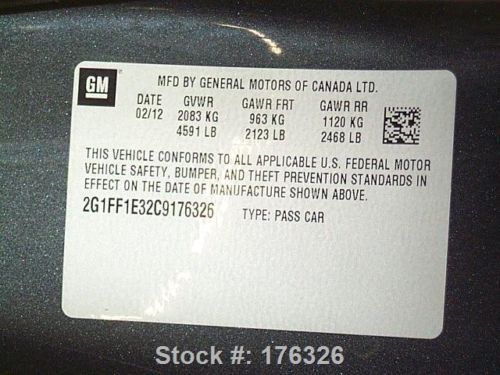 GM
MFD BY GENERAL MOTORS OF CANADA LTD.
DATE GVWR GAWR FRT GAWR RR
02/12 2083 KG 963 KG 1120 KG
4591 LB 2123 LB 2468 LB
THIS VEHICLE CONFORMS TO ALL APPLICABLE U.S. FEDERAL MOTOR
VEHICLE SAFETY, BUMPER, AND THEFT PREVENTION STANDARDS IN
EFFECT ON THE DATE OF MANUFACTURE SHOWN ABOVE.
2G1FF1E32C9176326 TYPE: PASS CAR
Stock #: 176326